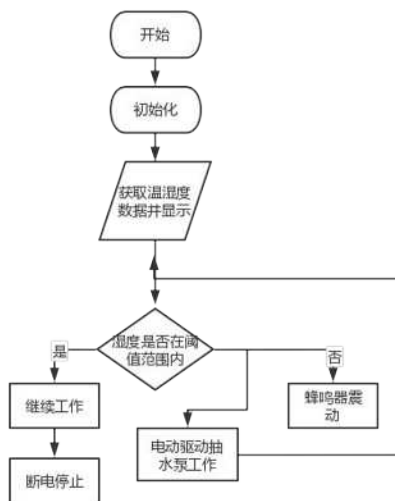 开始
初始化
获取温湿度
数据并显示
湿度是否在阈
值范围内
是
否
继续工作
蜂鸣器震
动
电动驱动抽
水泵工作
断电停止